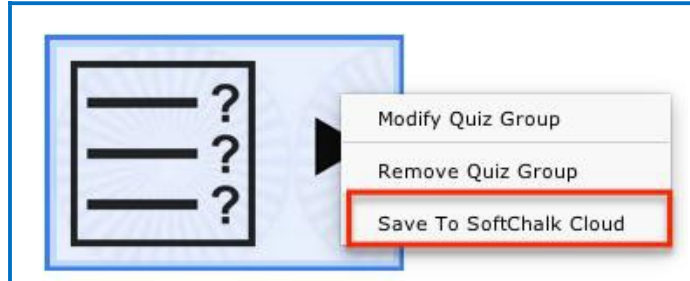 ?
?
?
Modify Quiz Group
Remove Quiz Group
Save To SoftChalk Cloud